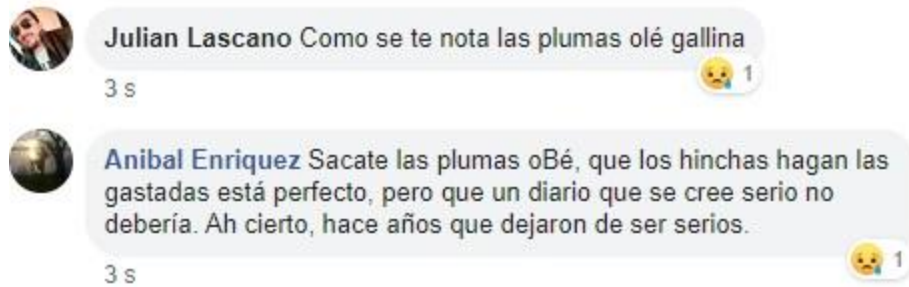 Julian Lascano Como se te nota las plumas olé gallina
1
3 s
Anibal Enriquez Sacate las plumas oBé, que los hinchas hagan las
gastadas está perfecto, pero que un diario que se cree serio no
debería. Ah cierto, hace años que dejaron de ser serios.
1
3 s